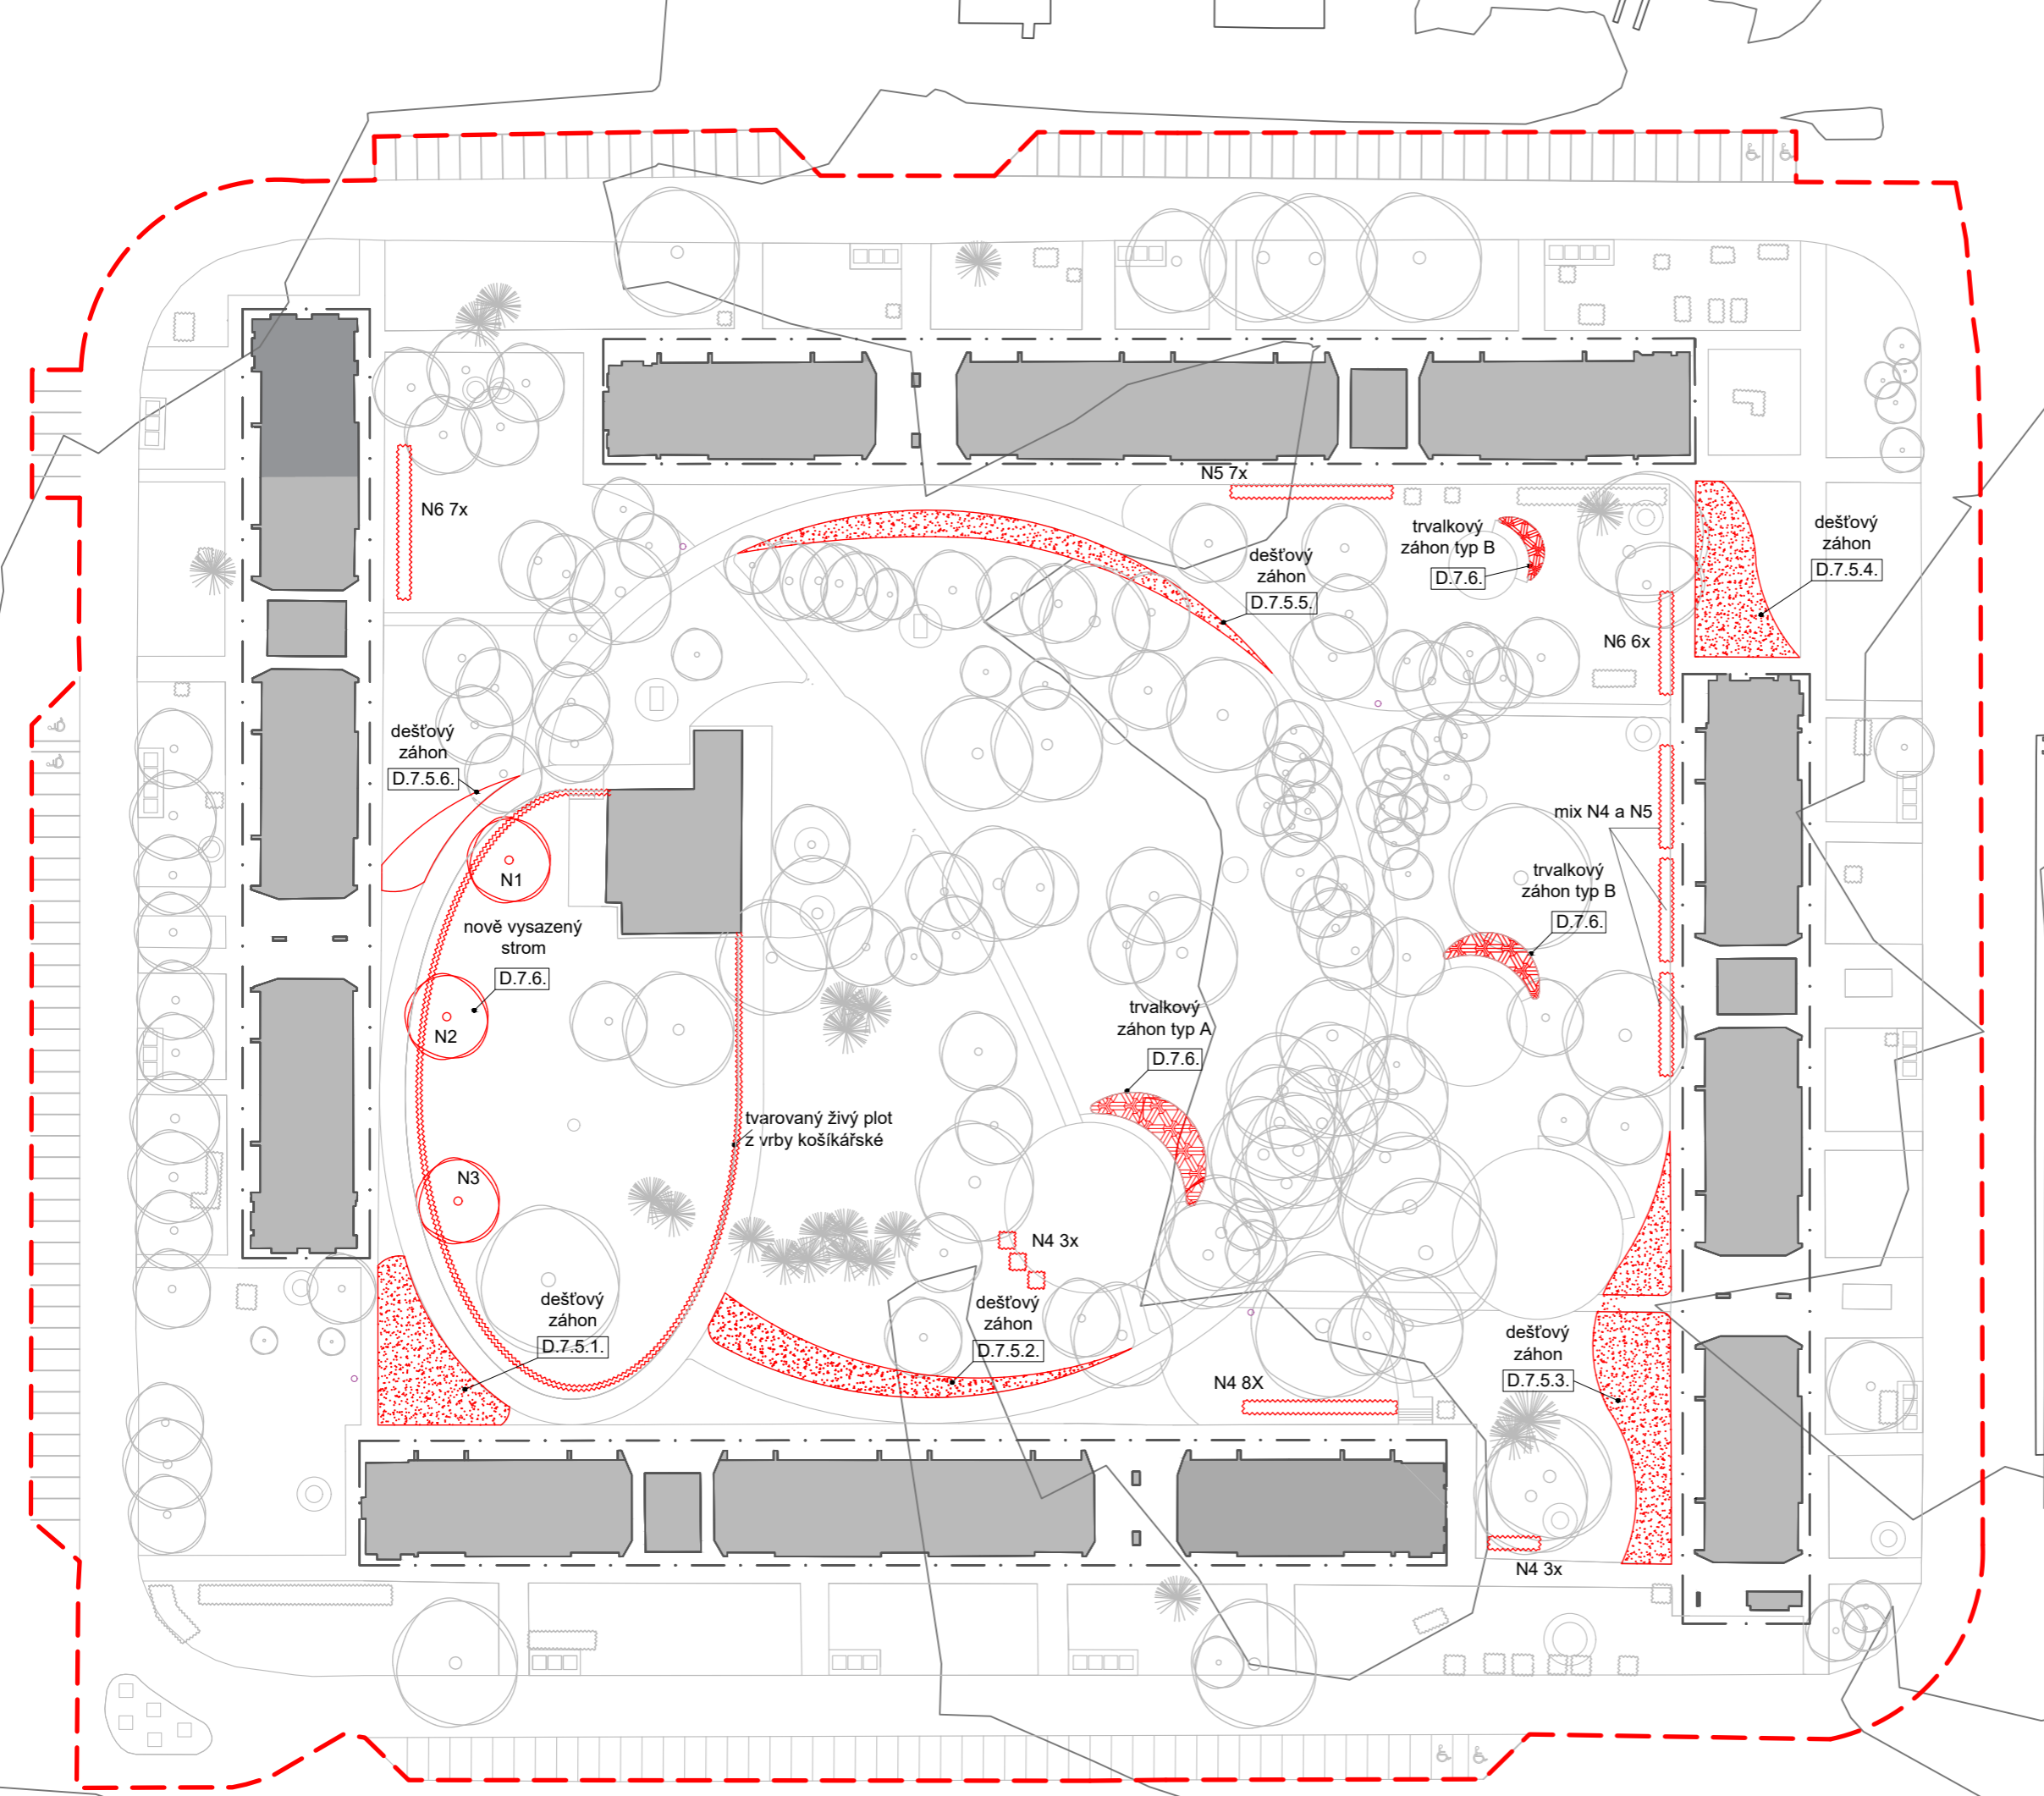 N5 7x
N6 7x
trvalkový
záhon typ B
D.7.6.
dešťový
záhon
D.7.5.4.
dešťový
záhon
D.7.5.5.
N6 6x
dešťový
záhon
D.7.5.6.
mix N4 a N5
N1
trvalkový
záhon typ B
D.7.6.
nově vysazený
strom
D.7.6.
N2
trvalkový
záhon typ A
D.7.6.
tvarovaný živý plot
z vrby košíkářské
N3
N4 3x
dešťový
záhon
D.7.5.1.
dešťový
záhon
D.7.5.2.
dešťový
záhon
D.7.5.3.
N4 8X
N4 3x